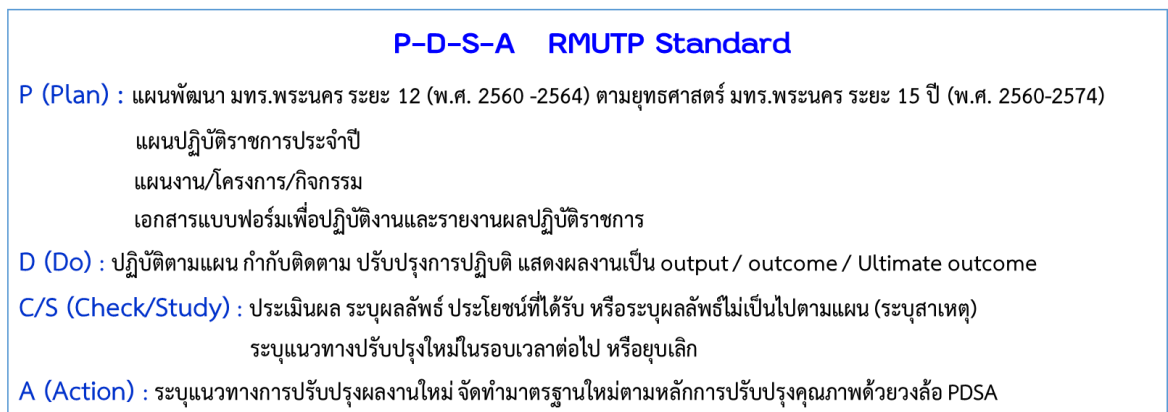 P-D-S-A RMUTP Standard
P (Plan) : แผนพัฒนา มทร.พระนคร ระยะ 12 (พ.ศ. 2560 -2564) ตามยุทธศาสตร์ มทร.พระนคร ระยะ 15 ปี (พ.ศ. 2560-2574)
แผนปฏิบัติราชการประจำปี
แผนงาน/โครงการ/กิจกรรม
เอกสารแบบฟอร์มเพื่อปฏิบัติงานและรายงานผลปฏิบัติราชการ
D (Do) : ปฏิบัติตามแผน กำกับติดตาม ปรับปรุงการปฏิบติ แสดงผลงานเป็น output / outcome / Ultimate outcome
C/S (Check/Study) : ประเมินผล ระบุผลลัพธ์ ประโยชน์ที่ได้รับ หรือระบุผลลัพธ์ไม่เป็นไปตามแผน (ระบุสาเหตุ)
ระบุแนวทางปรับปรุงใหม่ในรอบเวลาต่อไป หรือยุบเลิก
A (Action) : ระบุแนวทางการปรับปรุงผลงานใหม่ จัดทำมาตรฐานใหม่ตามหลักการปรับปรุงคุณภาพด้วยวงล้อ PDSA